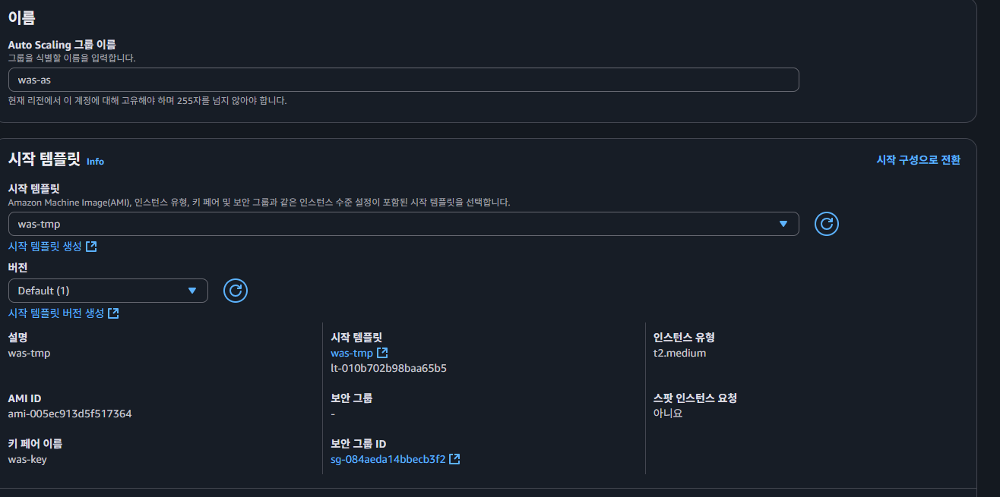 이름
Auto Scaling 그룹 이름
그룹을 식별할 이름을 입력합니다.
was-as
현재 리전에서 이 계정에 대해 고유해야 하며 255자를 넘지 않아야 합니다.
시작 템플릿 Info
시작 구성으로 전환
시작 템플릿
Amazon Machine Image(AMI), 인스턴스 유형, 키 페어 및 보안 그룹과 같은 인스턴스 수준 설정이 포함된 시작 템플릿을 선택합니다.
was-tmp
시작 템플릿 생성
버전
Default (1)
시작 템플릿 버전 생성
설명
was-tmp
시작 템플릿
was-tmp
lt-010b702b98baa65b5
인스턴스 유형
t2.medium
AMI ID
ami-005ec913d5f517364
보안 그룹
-
스팟 인스턴스 요청
아니요
키 페어 이름
was-key
보안 그룹 ID
sg-084aeda14bbecb3f2